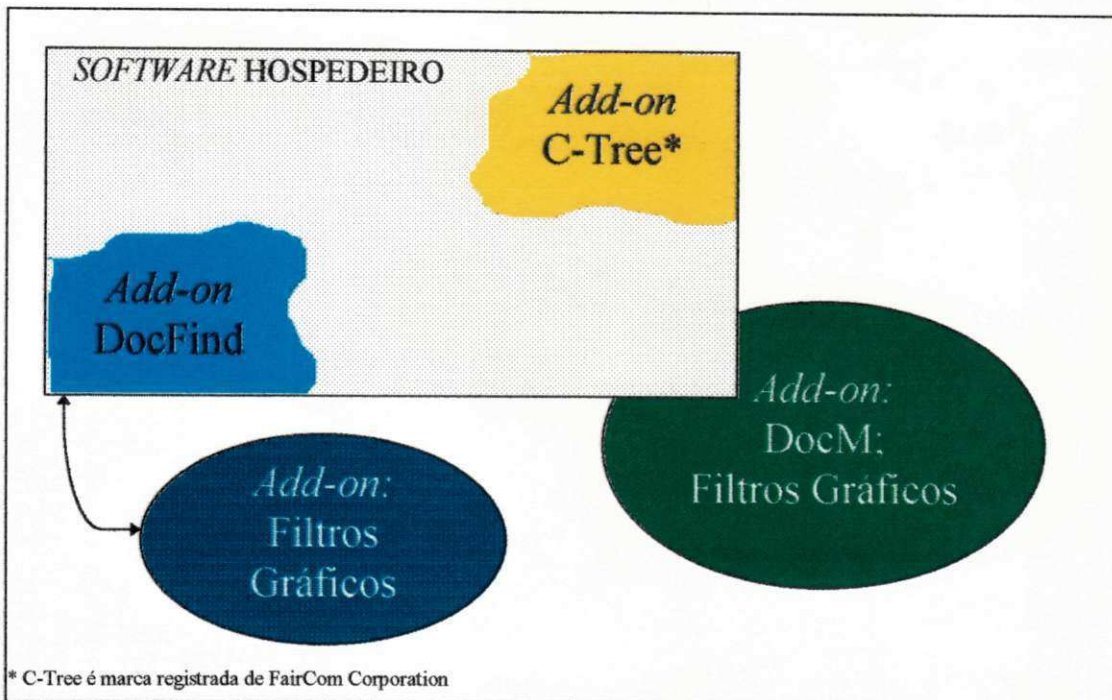 SOFTWARE HOSPEDEIRO
Add-on
C-Tree*
Add-on
DocFind
Add-on:
DocM;
Filtros Gráficos
Add-on:
Filtros
Gráficos
* C-Tree é marca registrada de FairCom Corporation